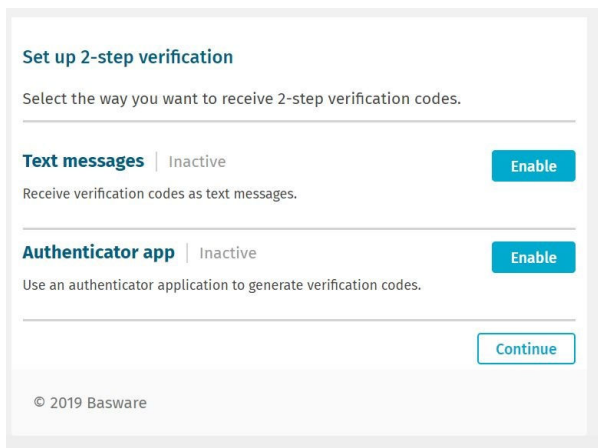 Set up 2-step verification
Select the way you want to receive 2-step verification codes.
Text messages | Inactive
Enable
Receive verification codes as text messages.
Authenticator app | Inactive
Enable
Use an authenticator application to generate verification codes.
Continue
© 2019 Basware